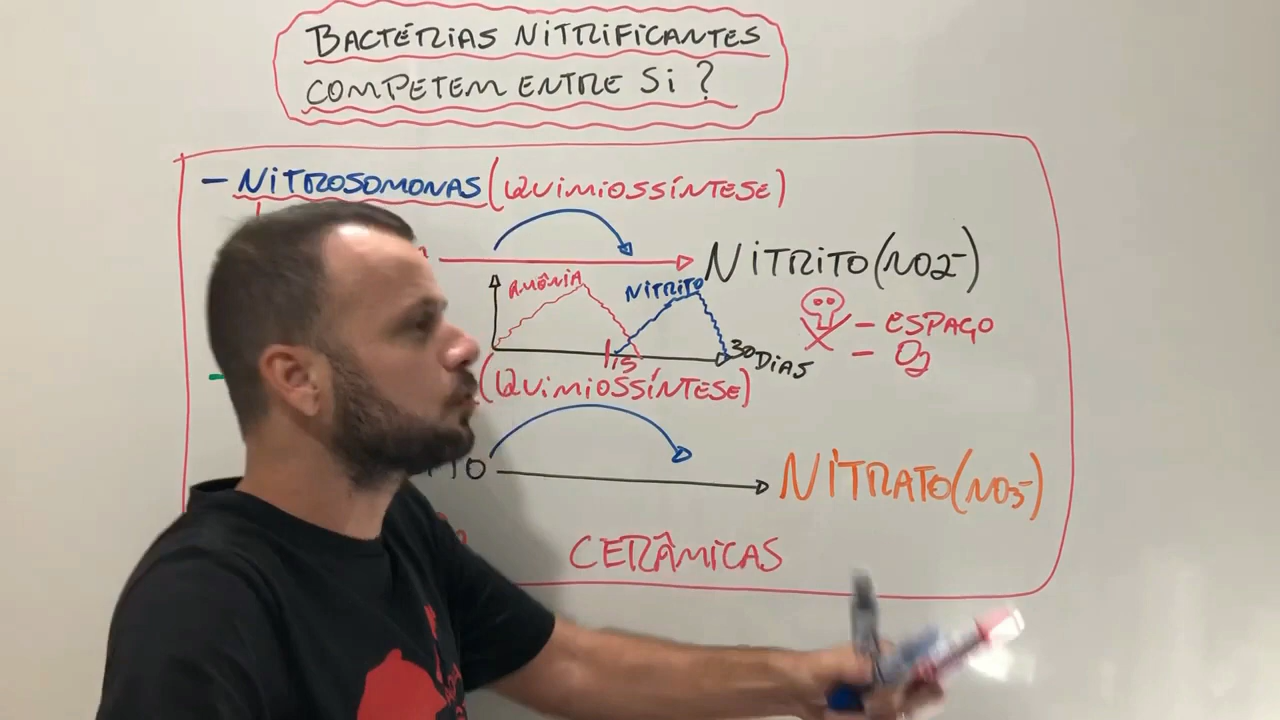 BACTÉRIAS NITRIFICANTES
COMPETEM ENTRE SI ?
- NITROSOMONAS (QUIMIOSSÍNTESE)
NITRITO (NO2-)
AMÔNIA
NITRITO
- ESPAÇO
- O2
15
30 DIAS
(QUIMIOSSÍNTESE)
NITRATO (NO3-)
CERÂMICAS